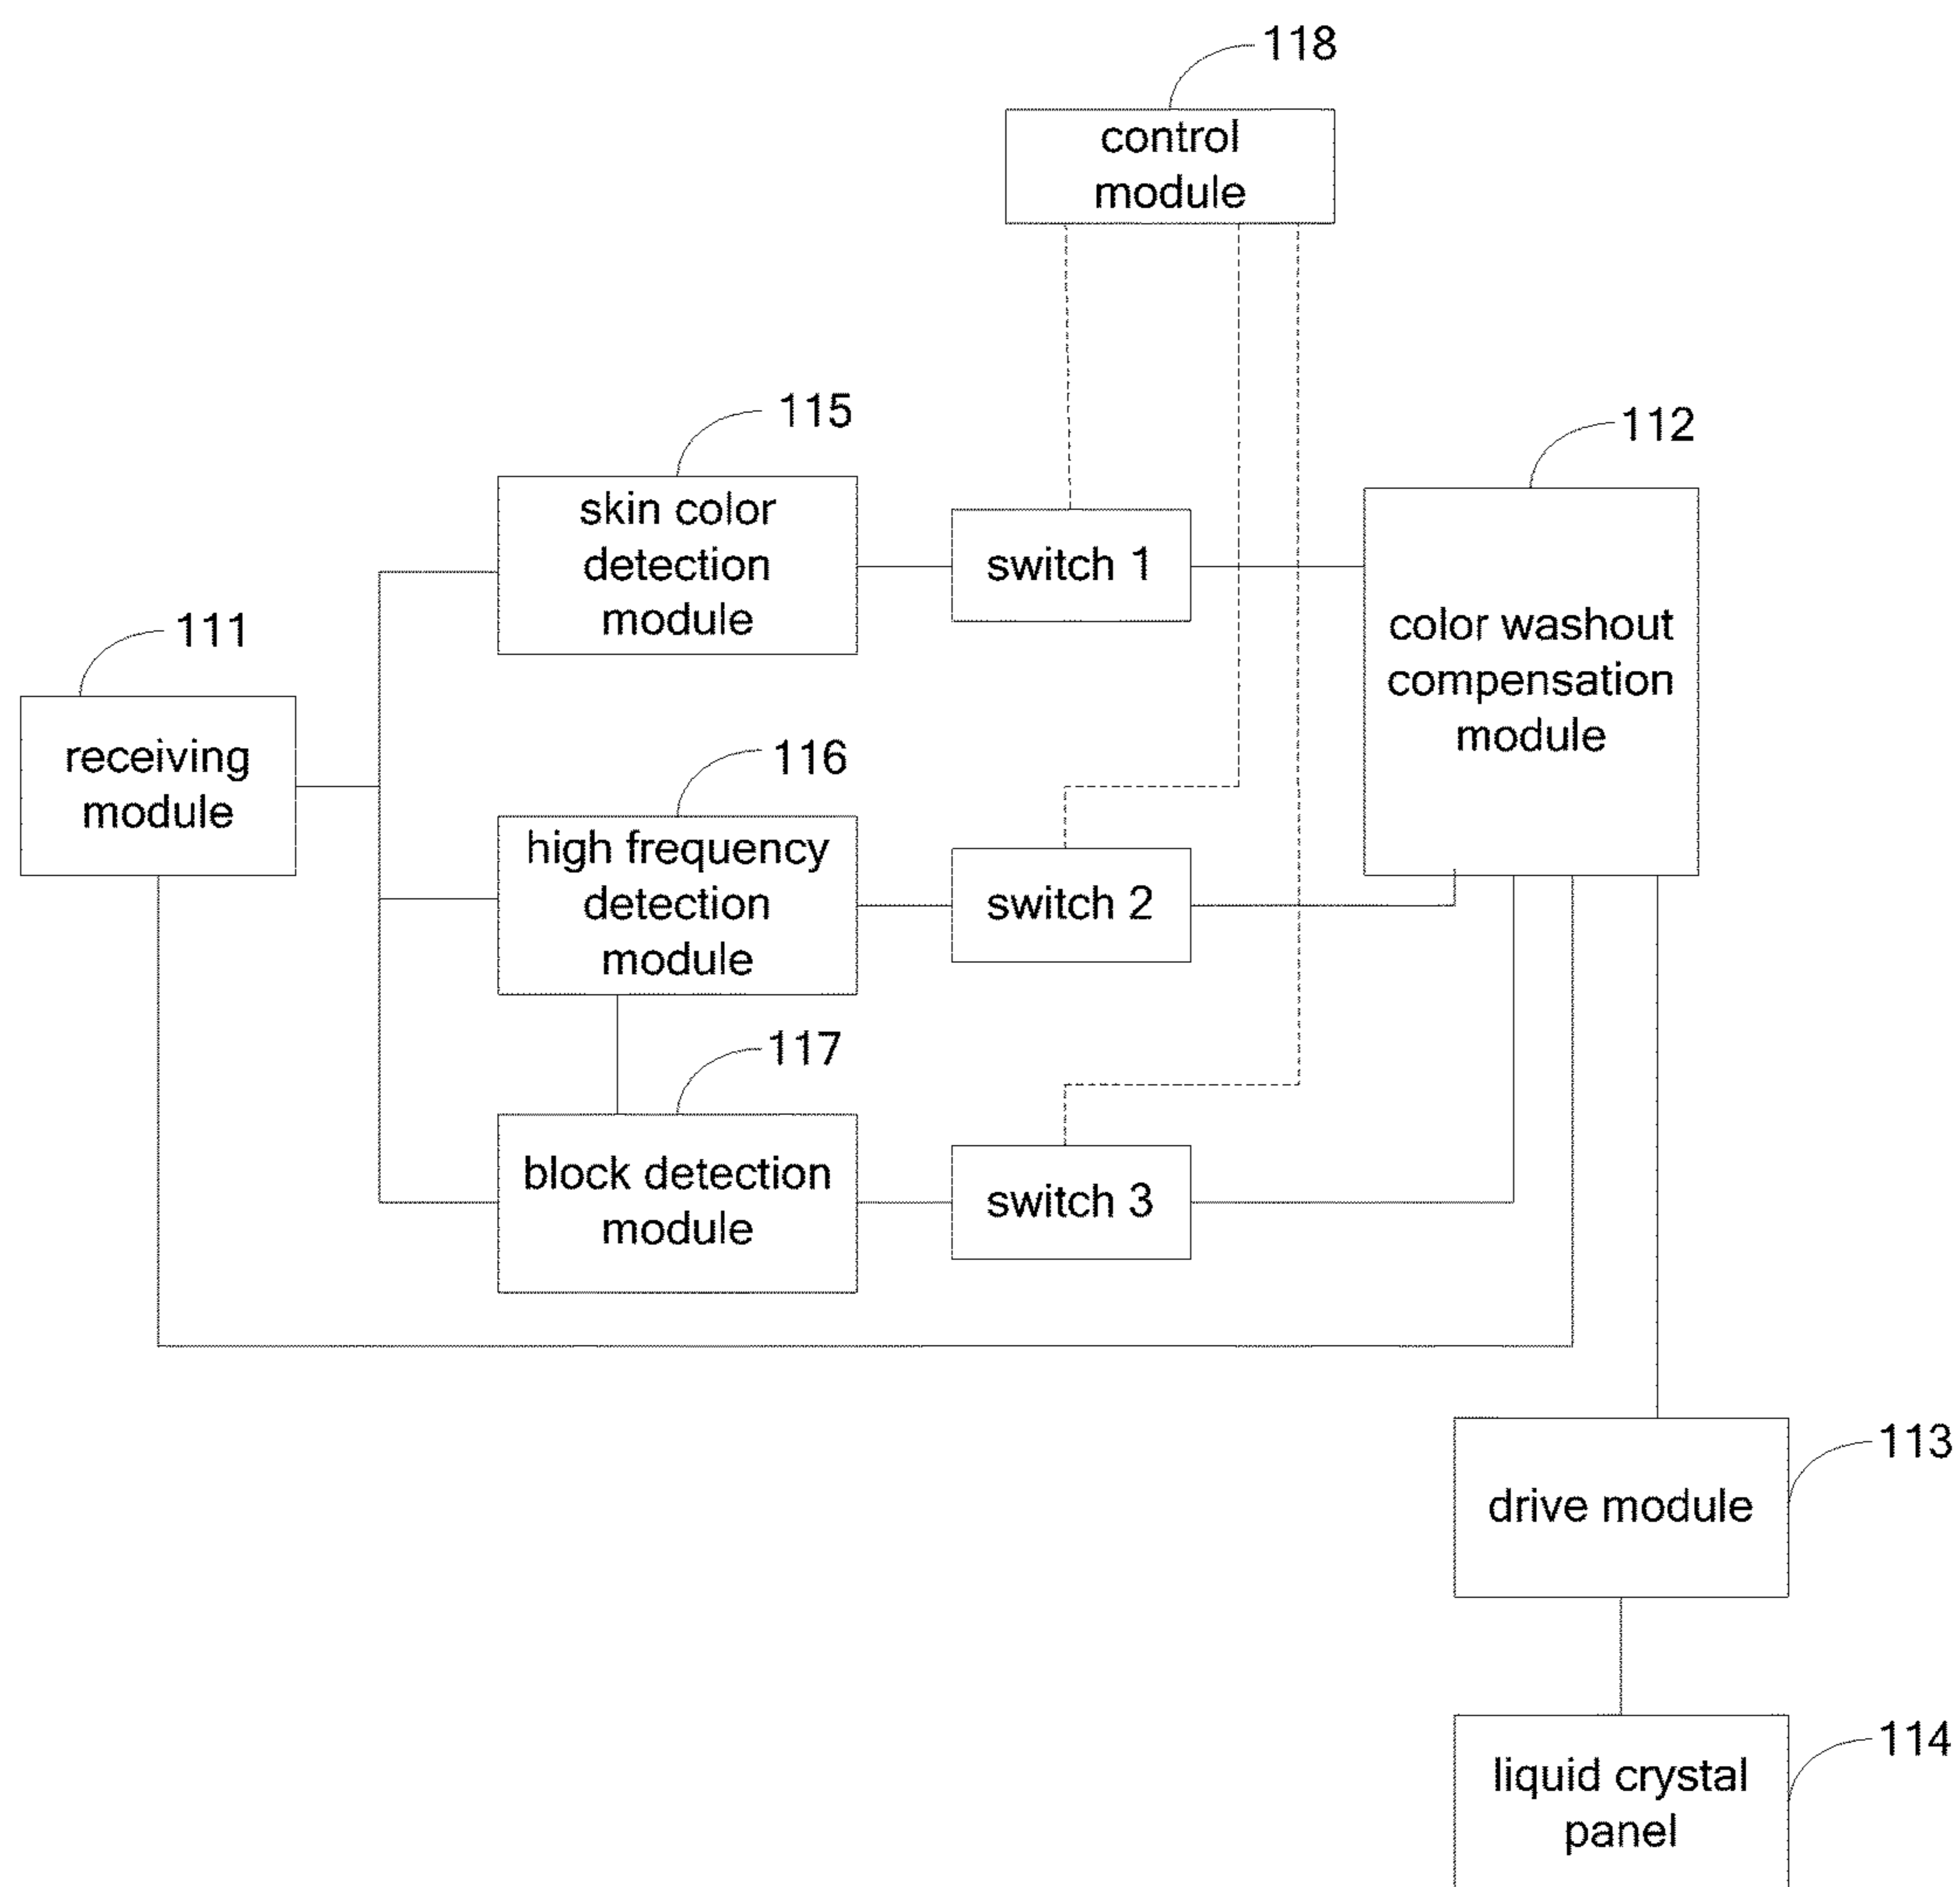 118
control
module
115
skin color
detection
module
switch 1
112
color washout
compensation
module
111
receiving
module
116
high frequency
detection
module
switch 2
117
block detection
module
switch 3
113
drive module
114
liquid crystal
panel